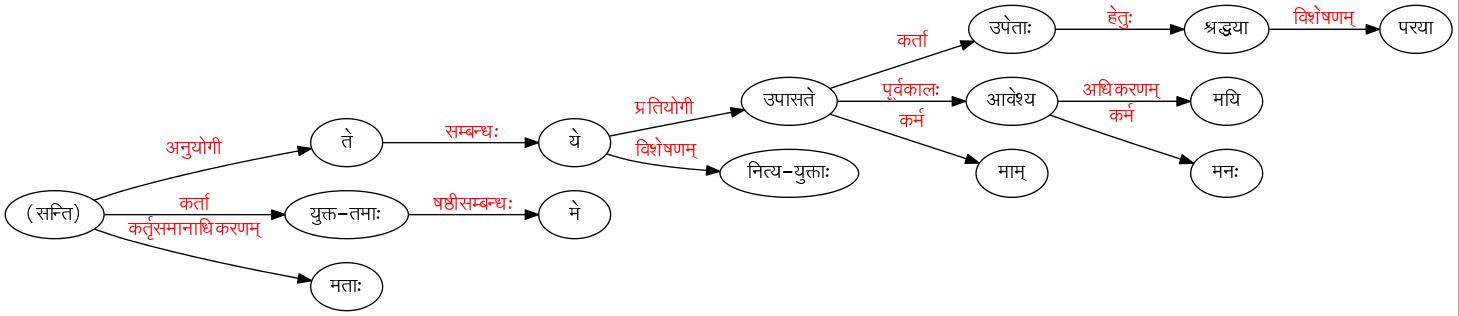 उपेताः हेतुः श्रद्धया विशेषणम् परया
कर्ता
उपासते पूर्वकालः आवेश्य अधिकरणम् मयि
प्रतियोगी कर्म कर्म
अनुयोगी ते सम्बन्धः ये
विशेषणम् नित्य-युक्ताः माम् मनः
(सन्ति) कर्ता युक्त-तमाः षष्ठीसम्बन्धः मे
कर्तृसमानाधिकरणम्
मताः